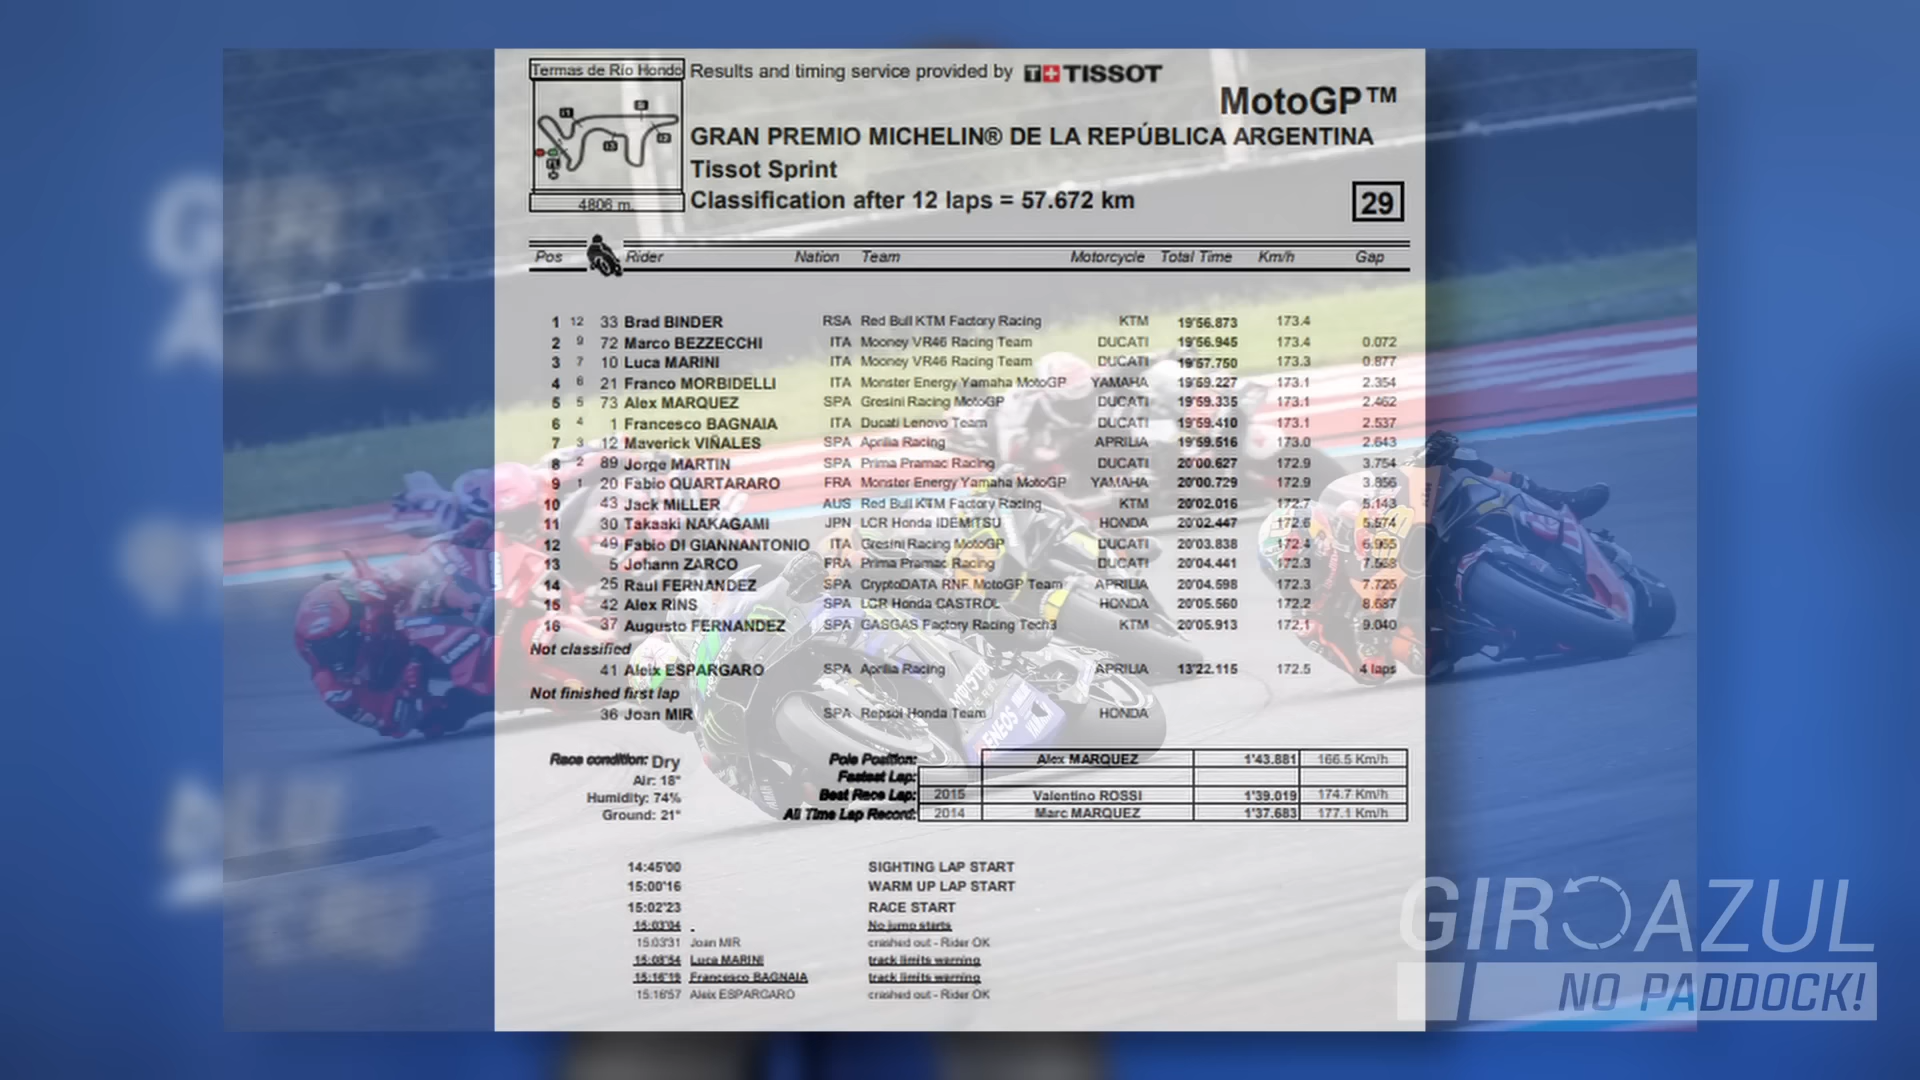 Termas de Río Hondo Results and timing service provided by TISSOT
MotoGP™
GRAN PREMIO MICHELIN® DE LA REPÚBLICA ARGENTINA
Tissot Sprint
4806 m. Classification after 12 laps = 57.672 km 29
Pos Rider Nation Team Motorcycle Total Time Km/h Gap
1 12 33 Brad BINDER RSA Red Bull KTM Factory Racing KTM 19'56.873 173.4
2 9 72 Marco BEZZECCHI ITA Mooney VR46 Racing Team DUCATI 19'56.945 173.4 0.072
3 7 10 Luca MARINI ITA Mooney VR46 Racing Team DUCATI 19'57.750 173.3 0.877
4 6 21 Franco MORBIDELLI ITA Monster Energy Yamaha MotoGP YAMAHA 19'59.227 173.1 2.354
5 5 73 Alex MARQUEZ SPA Gresini Racing MotoGP DUCATI 19'59.335 173.1 2.462
6 4 1 Francesco BAGNAIA ITA Ducati Lenovo Team DUCATI 19'59.410 173.1 2.537
7 3 12 Maverick VIÑALES SPA Aprilia Racing APRILIA 19'59.516 173.0 2.643
8 2 89 Jorge MARTIN SPA Prima Pramac Racing DUCATI 20'00.627 172.9 3.754
9 1 20 Fabio QUARTARARO FRA Monster Energy Yamaha MotoGP YAMAHA 20'00.729 172.9 3.856
10 43 Jack MILLER AUS Red Bull KTM Factory Racing KTM 20'02.016 172.7 5.143
11 30 Takaaki NAKAGAMI JPN LCR Honda IDEMITSU HONDA 20'02.447 172.6 5.574
12 49 Fabio DI GIANNANTONIO ITA Gresini Racing MotoGP DUCATI 20'03.838 172.4 6.965
13 5 Johann ZARCO FRA Prima Pramac Racing DUCATI 20'04.441 172.3 7.568
14 25 Raul FERNANDEZ SPA CryptoDATA RNF MotoGP Team APRILIA 20'04.598 172.3 7.725
15 42 Alex RINS SPA LCR Honda CASTROL HONDA 20'05.560 172.2 8.687
16 37 Augusto FERNANDEZ SPA GASGAS Factory Racing Tech3 KTM 20'05.913 172.1 9.040
Not classified
41 Aleix ESPARGARO SPA Aprilia Racing APRILIA 13'22.115 172.5 4 laps
Not finished first lap
36 Joan MIR SPA Repsol Honda Team HONDA
Race condition: Dry Pole Position: Alex MARQUEZ 1'43.881 166.5 Km/h
Air: 18° Fastest Lap:
Humidity: 74% Best Race Lap: 2015 Valentino ROSSI 1'39.019 174.7 Km/h
Ground: 21° All Time Lap Record: 2014 Marc MARQUEZ 1'37.683 177.1 Km/h
14:45'00 SIGHTING LAP START
15:00'16 WARM UP LAP START
15:02'23 RACE START
15:03'04 . No jump starts
15:03'31 Joan MIR crashed out - Rider OK
15:08'54 Luca MARINI track limits warning
15:16'19 Francesco BAGNAIA track limits warning
15:16'57 Aleix ESPARGARO crashed out - Rider OK
ENEOS
GIRO AZUL
NO PADDOCK!